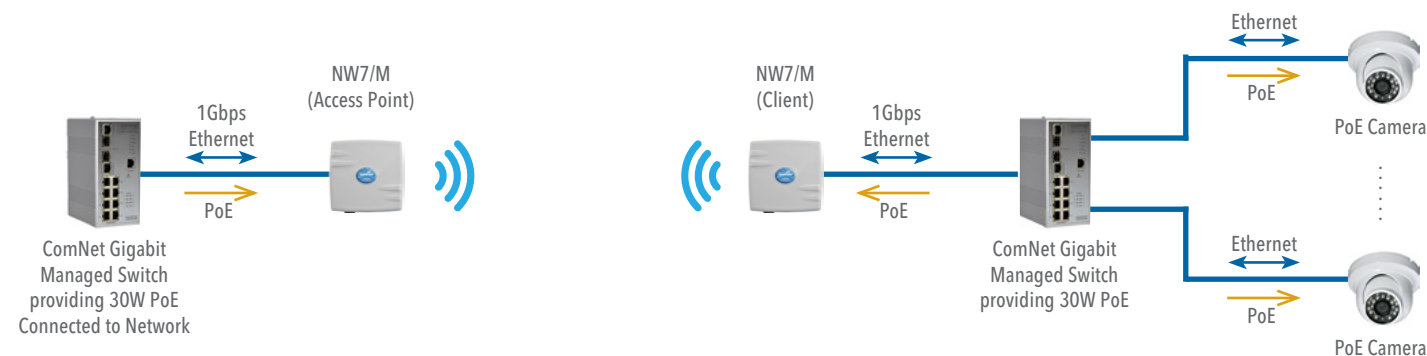 NW7/M
(Access Point)
1Gbps
Ethernet
PoE
ComNet Gigabit
Managed Switch
providing 30W PoE
Connected to Network
NW7/M
(Client)
1Gbps
Ethernet
PoE
ComNet Gigabit
Managed Switch
providing 30W PoE
Ethernet
PoE
PoE Camera
Ethernet
PoE
PoE Camera